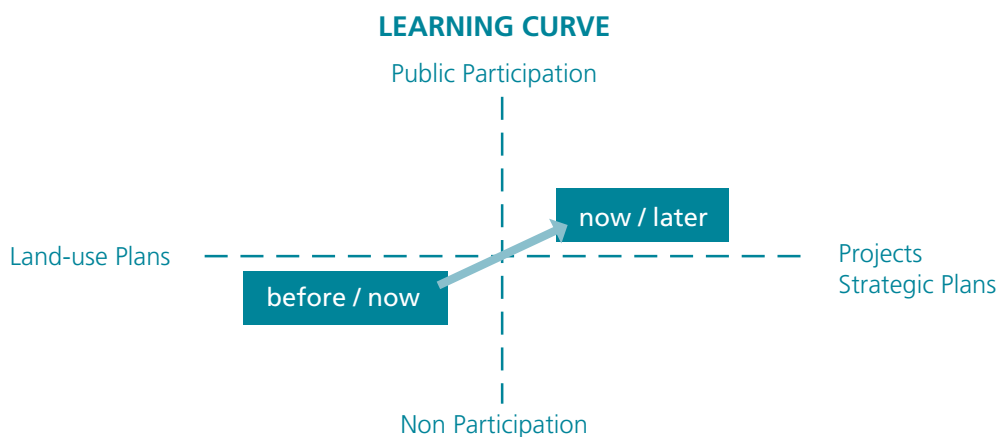 LEARNING CURVE
Public Participation
now / later
Land-use Plans
Projects
Strategic Plans
before / now
Non Participation